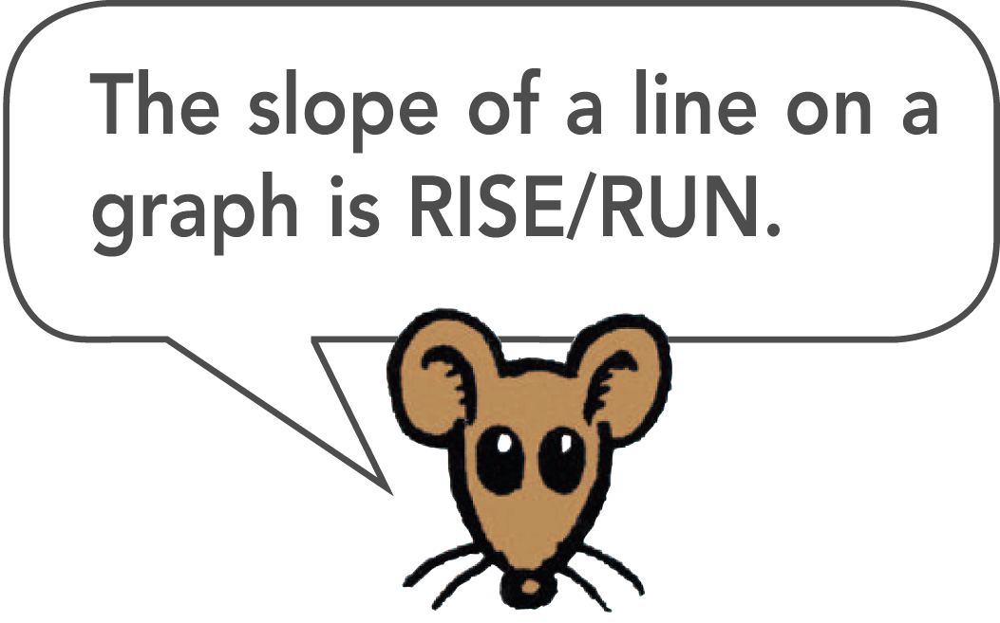 The slope of a line on a
graph is RISE/RUN.